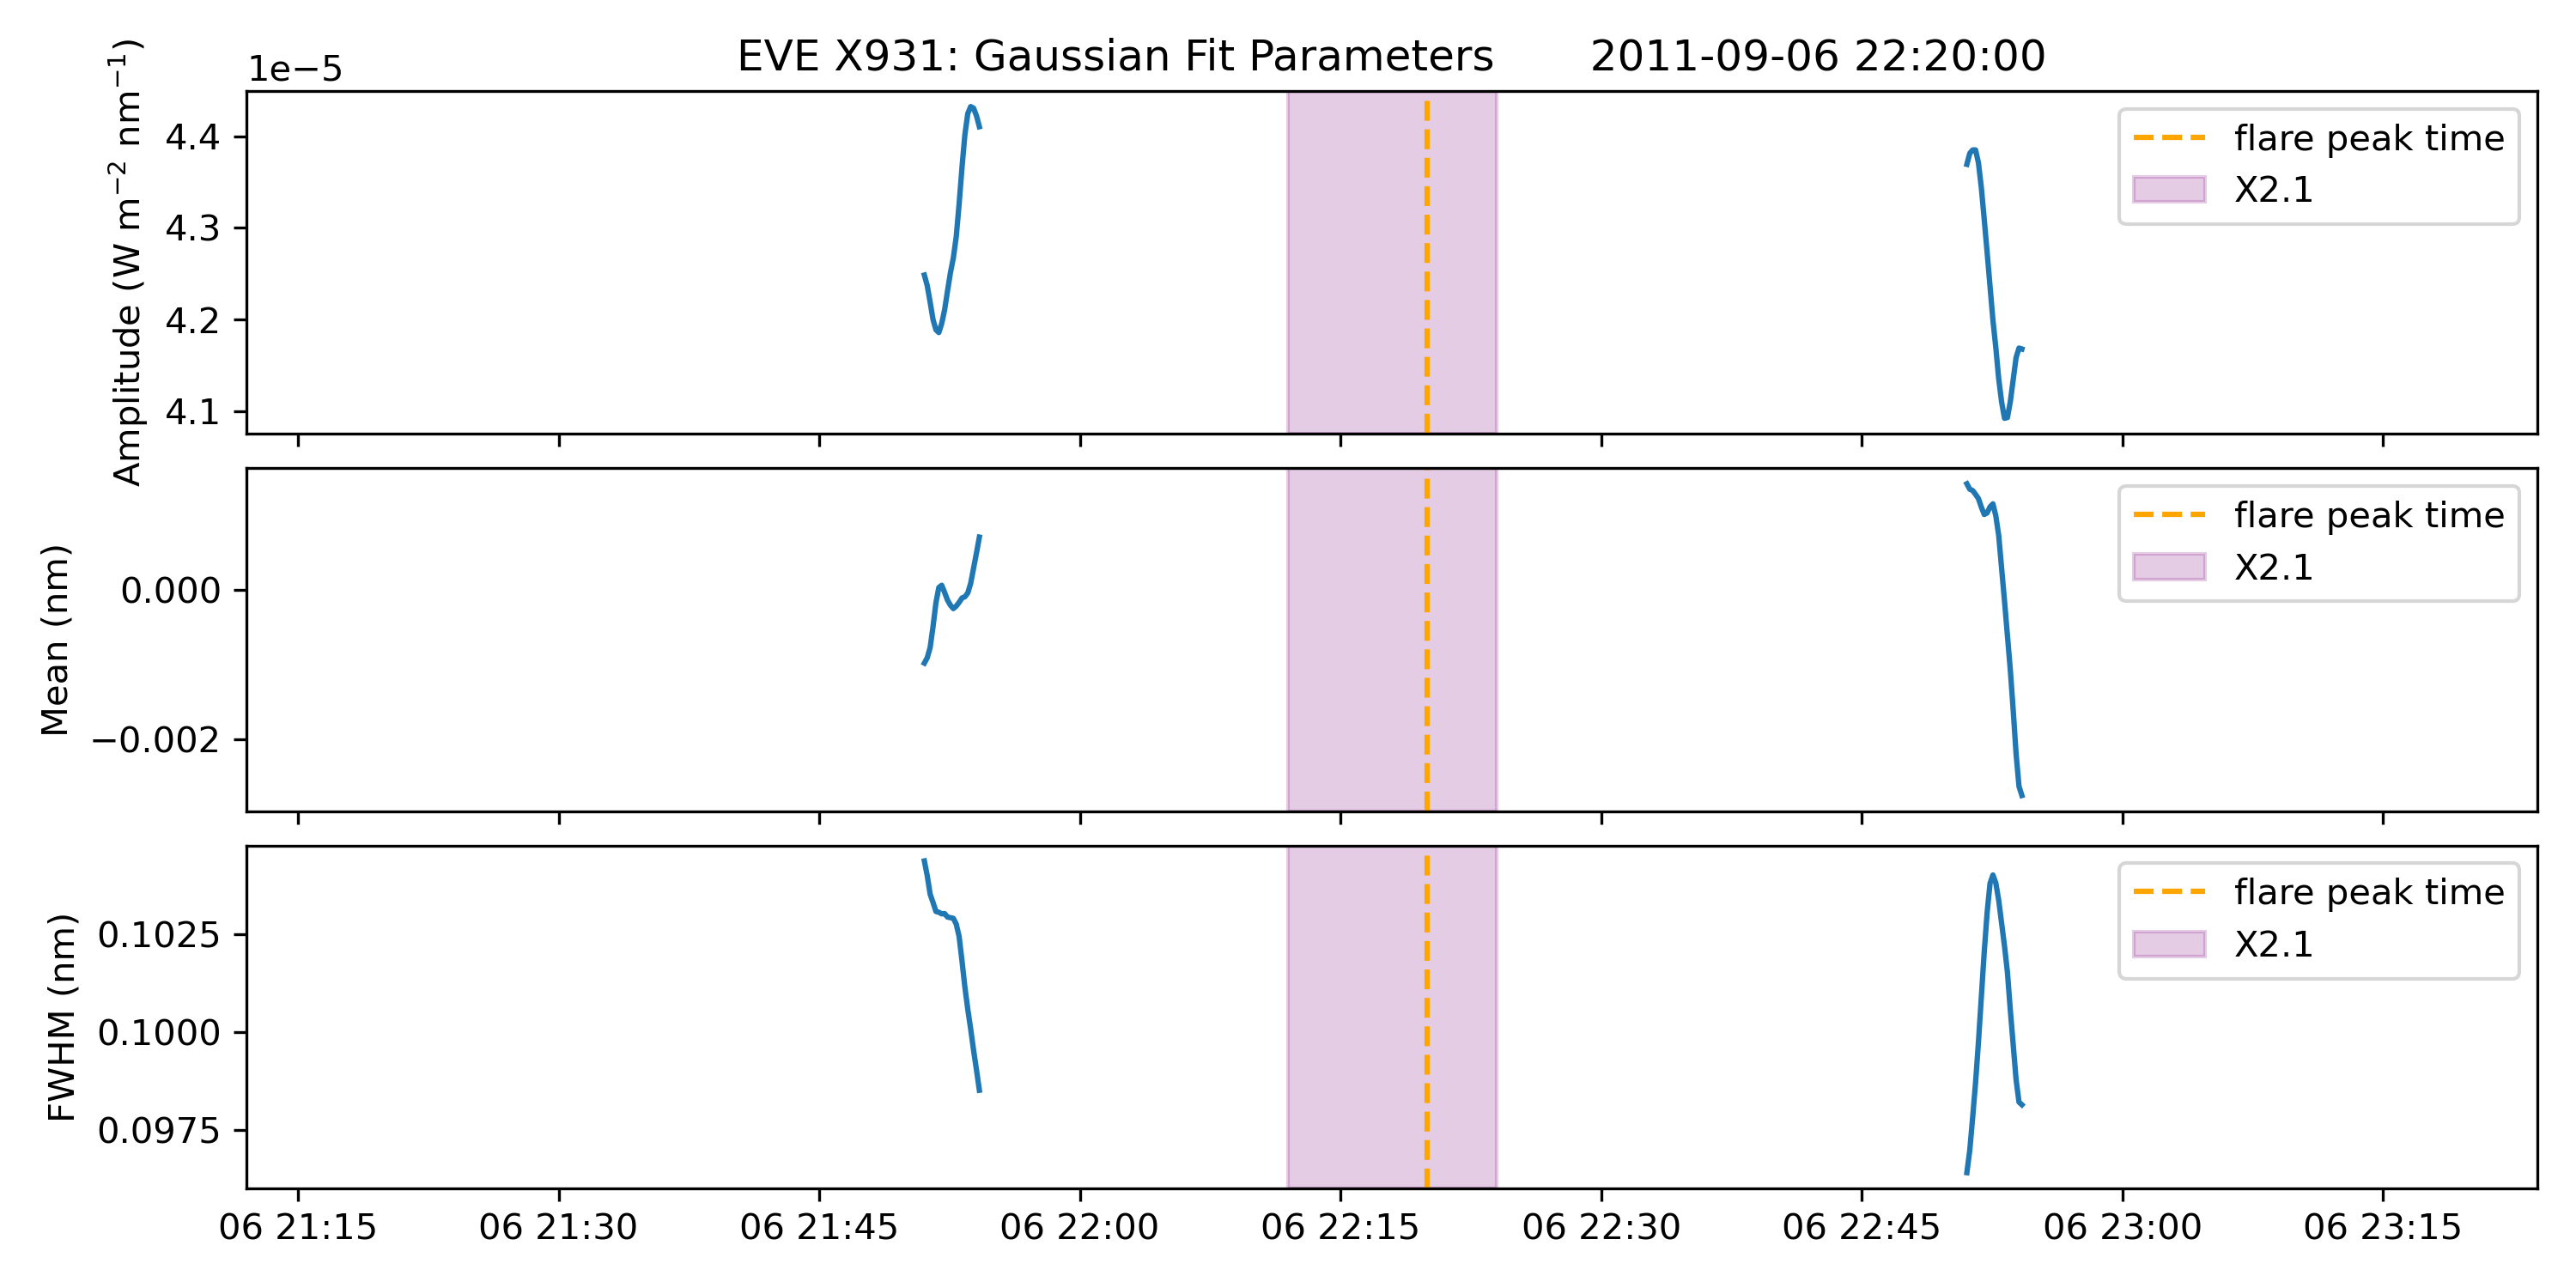 EVE X931: Gaussian Fit Parameters 2011-09-06 22:20:00
1e−5
Amplitude (W m⁻² nm⁻¹)
4.4
4.3
4.2
4.1
flare peak time
X2.1
Mean (nm)
0.000
−0.002
flare peak time
X2.1
FWHM (nm)
0.1025
0.1000
0.0975
flare peak time
X2.1
06 21:15 06 21:30 06 21:45 06 22:00 06 22:15 06 22:30 06 22:45 06 23:00 06 23:15